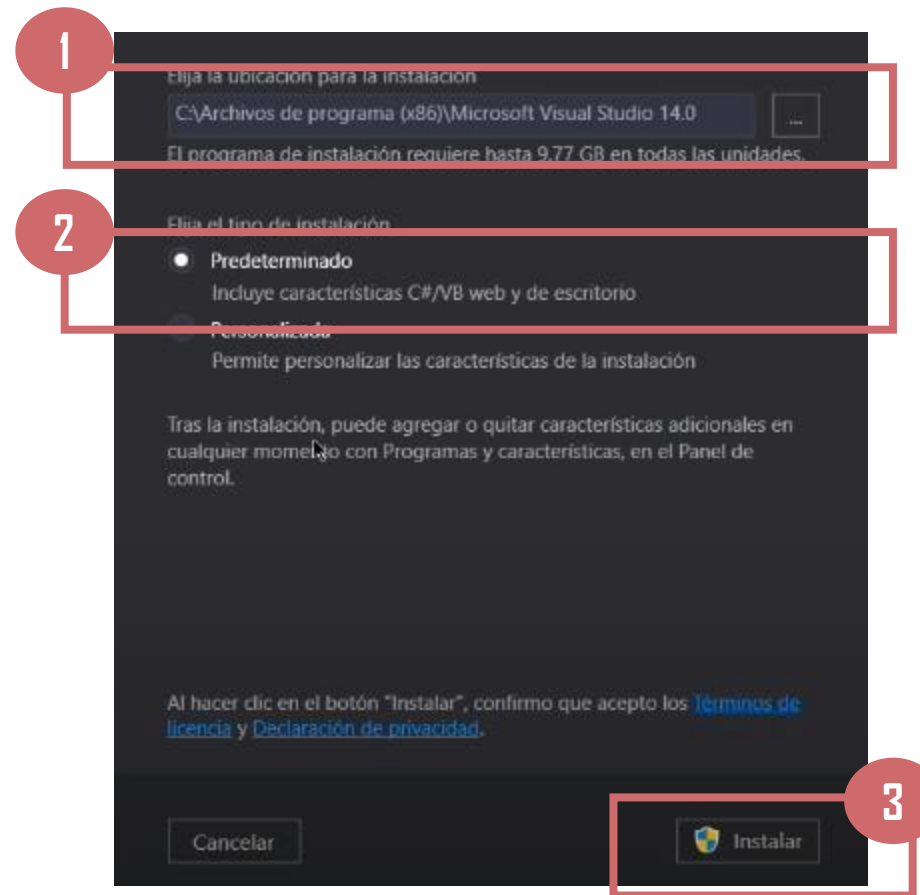 1
Elija la ubicación para la instalación
C:\Archivos de programa (x86)\Microsoft Visual Studio 14.0
...
El programa de instalación requiere hasta 9,77 GB en todas las unidades.
2
Elija el tipo de instalación
Predeterminado
Incluye características C#/VB web y de escritorio
Personalizada
Permite personalizar las características de la instalación
Tras la instalación, puede agregar o quitar características adicionales en
cualquier momento con Programas y características, en el Panel de
control.
Al hacer clic en el botón "Instalar", confirmo que acepto los Términos de
licencia y Declaración de privacidad.
3
Cancelar
Instalar